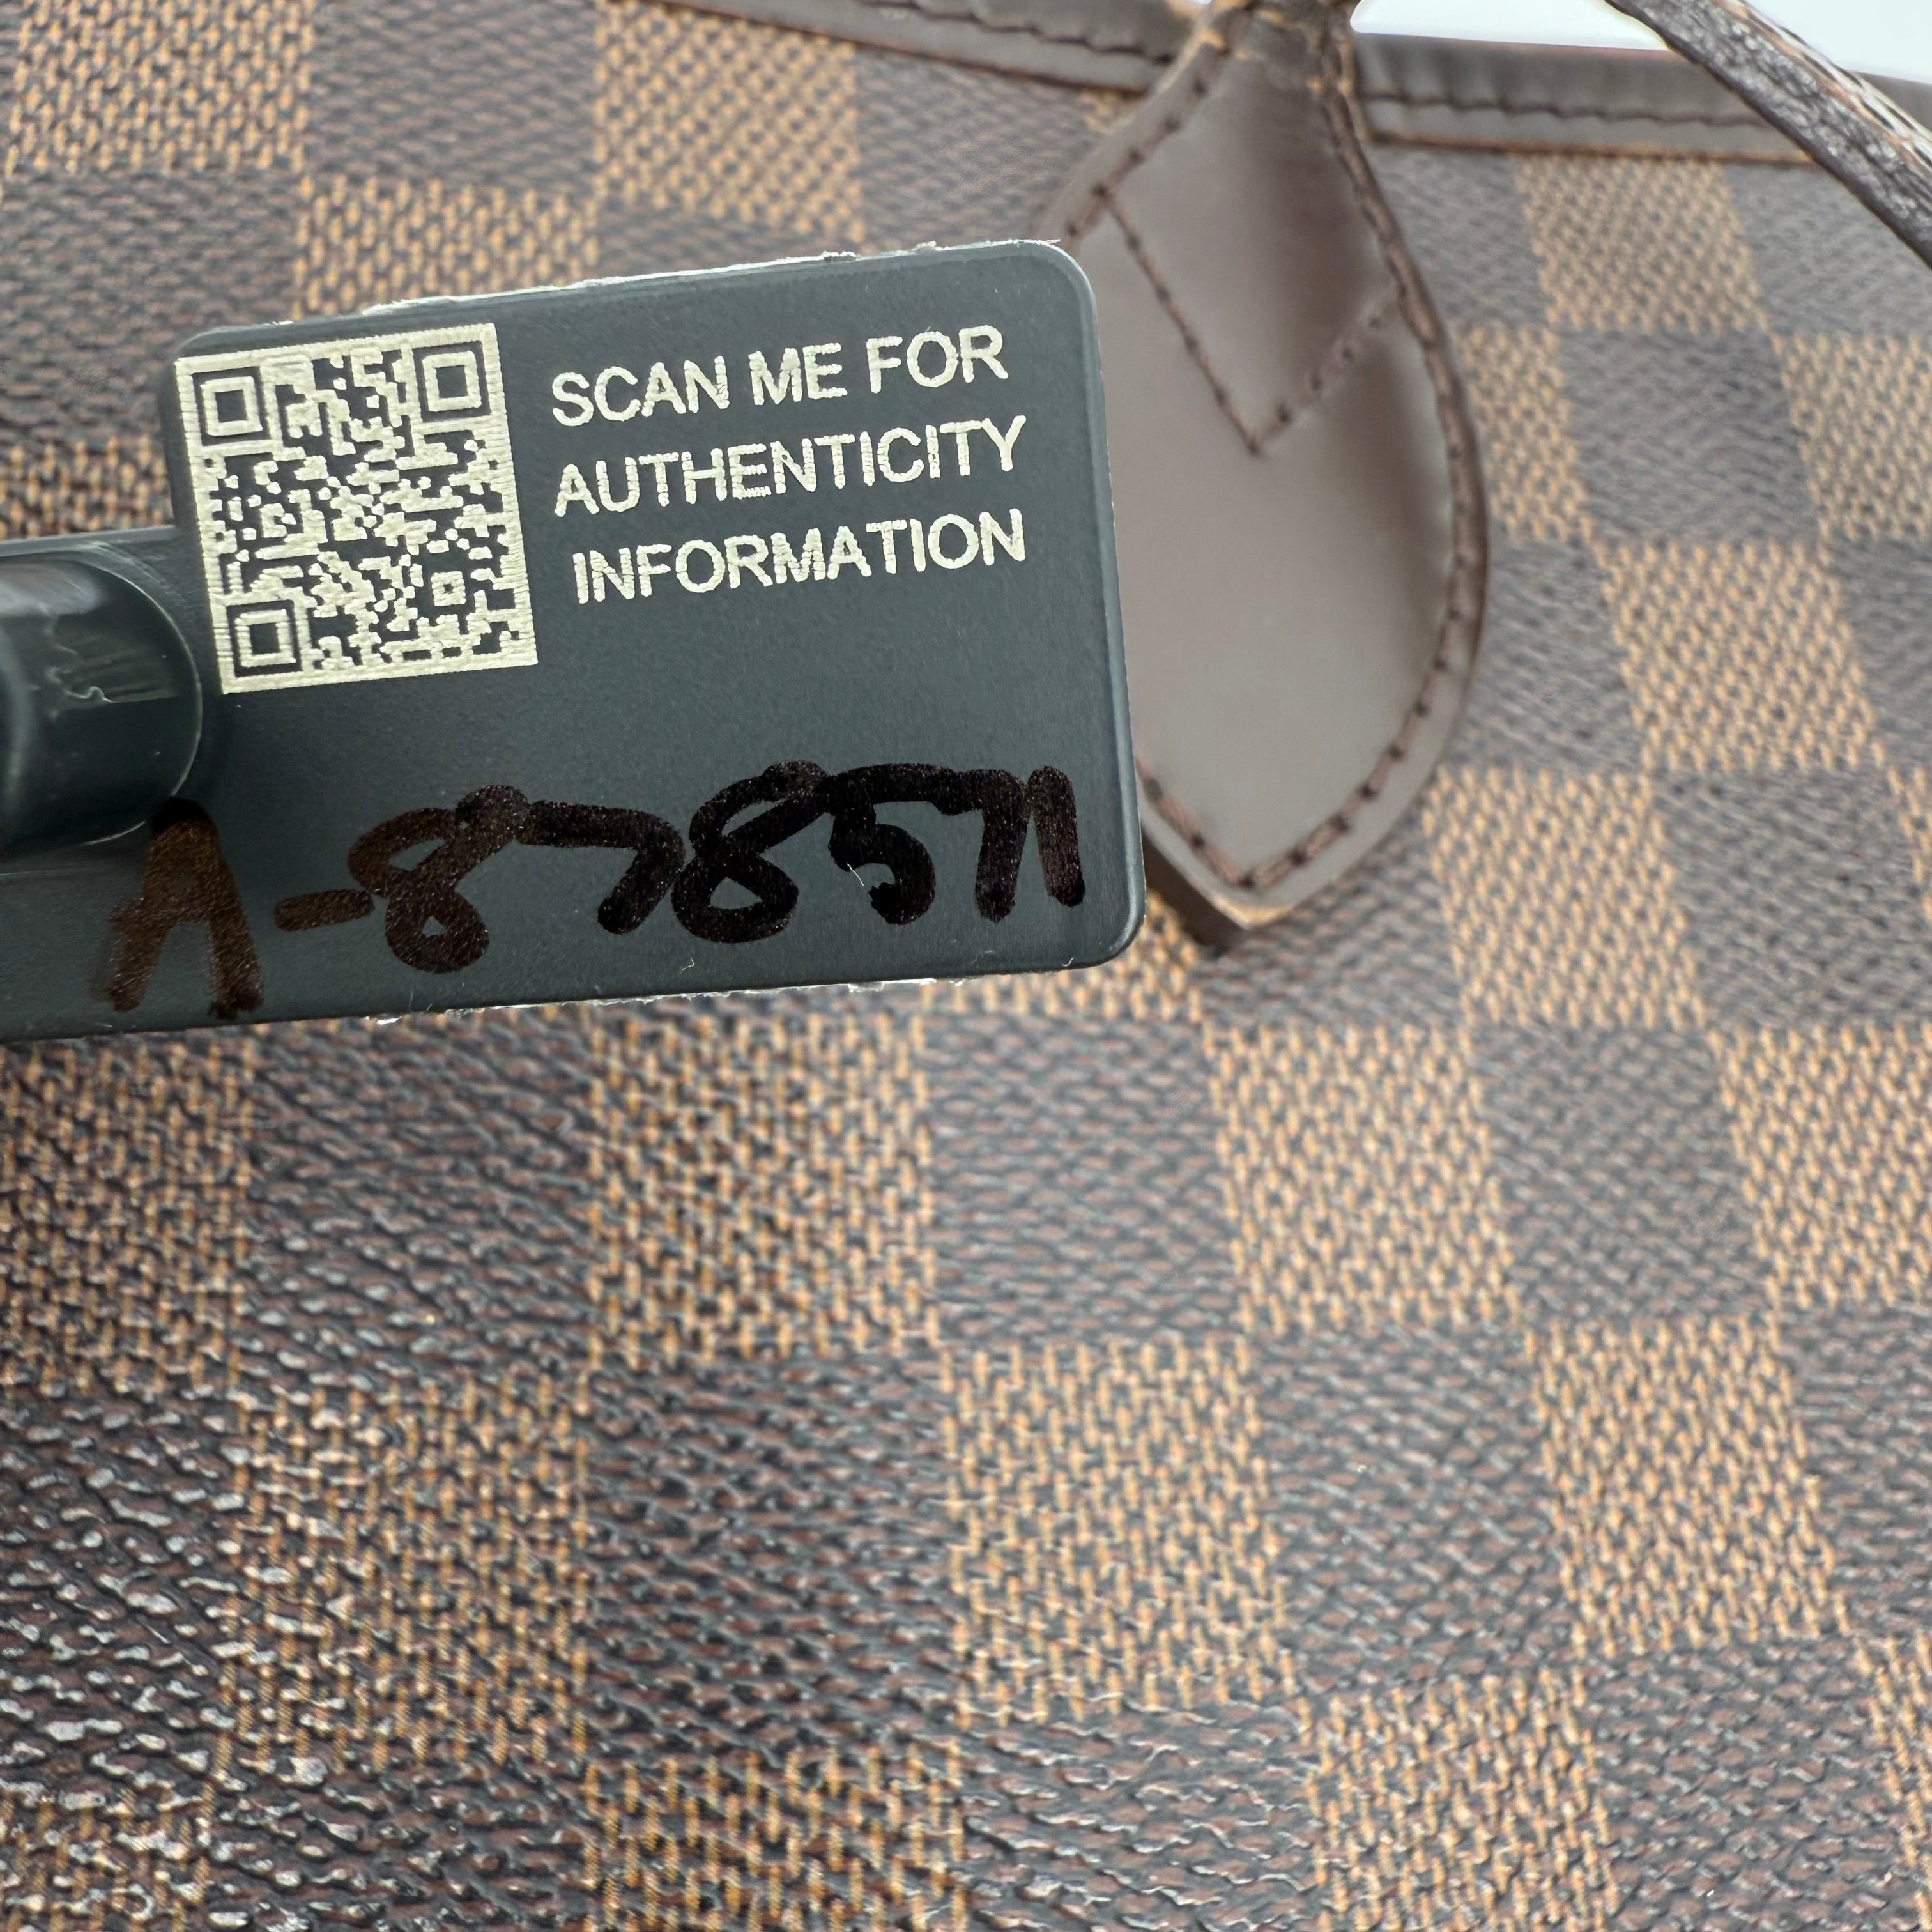 SCAN ME FOR
AUTHENTICITY
INFORMATION
A-878571